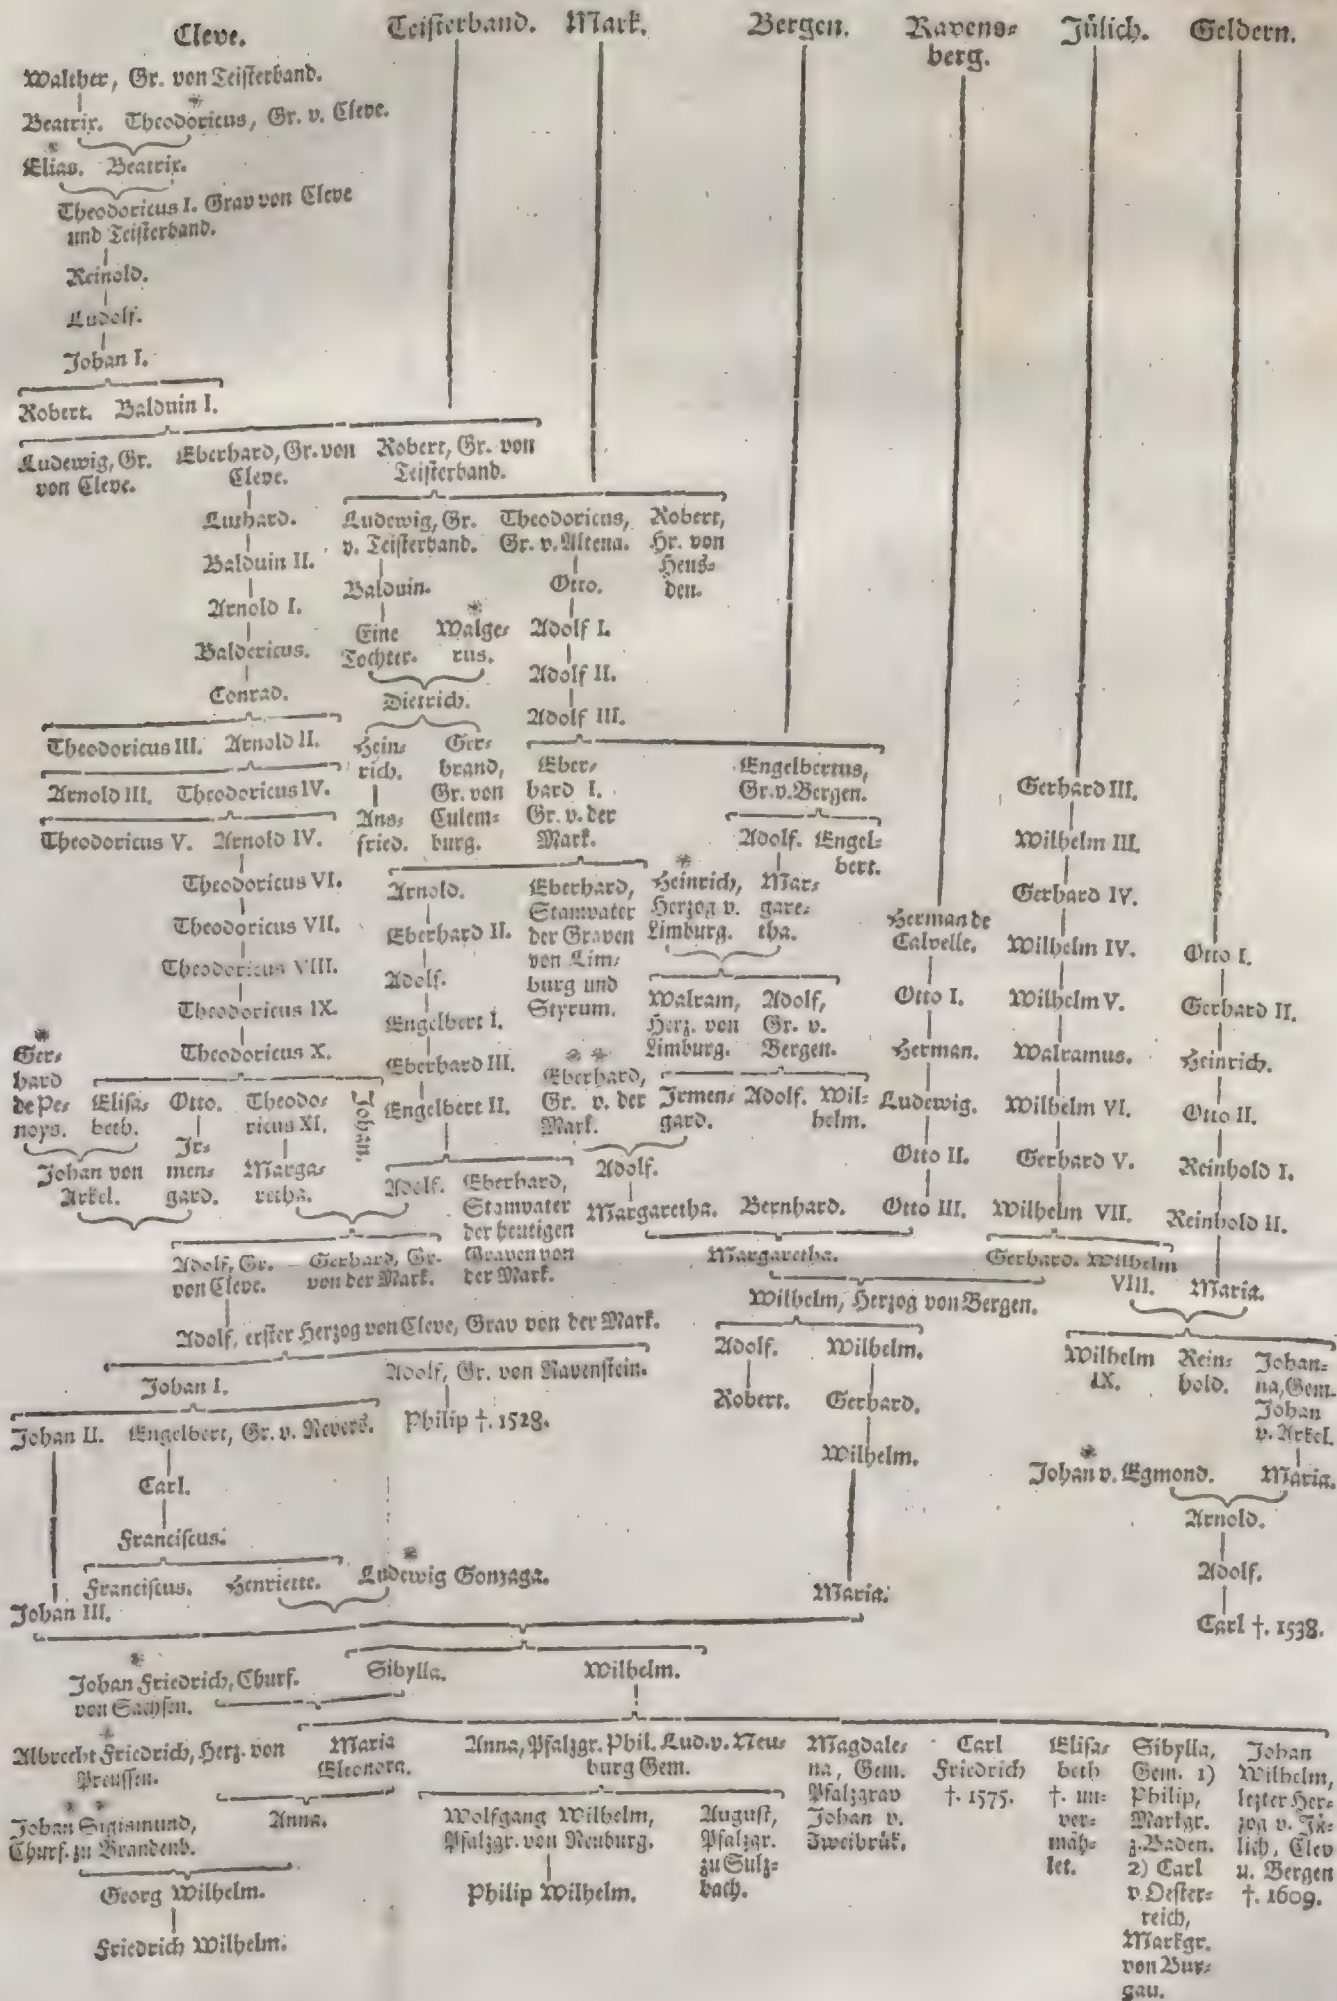 Cleve.
Teisterband.
Mark.
Bergen.
Ravens-
berg.
Jülich.
Geldern.
Walther, Gr. von Teisterband.
Beatrix. Theodoricus, Gr. v. Cleve.
Elias. Beatrix.
Theodoricus I. Grav von Cleve
und Teisterband.
Reinold.
Ludolf.
Johan I.
Robert. Balduin I.
Ludewig, Gr.
von Cleve.
Eberhard, Gr. von
Cleve.
Robert, Gr. von
Teisterband.
Luthard.
Balduin II.
Arnold I.
Baldericus.
Conrad.
Ludewig, Gr.
v. Teisterband.
Theodoricus,
Gr. v. Altena.
Robert,
Hr. von
Heus-
den.
Balduin.
Eine
Tochter.
Walge-
rus.
Dietrich.
Otto.
Adolf I.
Adolf II.
Adolf III.
Theodoricus III. Arnold II.
Arnold III. Theodoricus IV.
Theodoricus V. Arnold IV.
Hein-
rich.
Ans-
fried.
Ger-
brand,
Gr. von
Culem-
burg.
Eber-
hard I.
Gr. v. der
Mark.
Engelbertus,
Gr. v. Bergen.
Adolf. Engel-
bert.
Theodoricus VI.
Theodoricus VII.
Theodoricus VIII.
Theodoricus IX.
Theodoricus X.
Arnold.
Eberhard II.
Adolf.
Engelbert I.
Eberhard III.
Engelbert II.
Eberhard,
Stamvater
der Graven
von Lim-
burg und
Styrum.
Heinrich,
Herzog v.
Limburg.
Mar-
gare-
tha.
Walram,
Herz. von
Limburg.
Adolf,
Gr. v.
Bergen.
Eberhard,
Gr. v. der
Mark.
Irmen-
gard.
Adolf. Wil-
helm.
Adolf.
Margaretha. Bernhard.
Herman de
Calvelle.
Otto I.
Herman.
Ludewig.
Otto II.
Otto III.
Gerhard III.
Wilhelm III.
Gerhard IV.
Wilhelm IV.
Wilhelm V.
Walramus.
Wilhelm VI.
Gerhard V.
Wilhelm VII.
Otto I.
Gerhard II.
Heinrich.
Otto II.
Reinhold I.
Reinhold II.
Maria.
Ger-
hard
de Pe-
noys.
Elisa-
beth.
Otto.
Theodo-
ricus XI.
Johan.
Johan von
Arkel.
Ir-
men-
gard.
Marga-
retha.
Adolf.
Eberhard,
Stamvater
der heutigen
Graven von
der Mark.
Adolf, Gr.
von Cleve.
Gerhard, Gr.
von der Mark.
Margaretha.
Gerhard. Wilhelm
VIII.
Adolf, erster Herzog von Cleve, Grav von der Mark.
Wilhelm, Herzog von Bergen.
Johan I.
Adolf, Gr. von Ravenstein.
Adolf. Wilhelm.
Wilhelm
IX.
Rein-
hold.
Johan-
na, Gem.
Johan
v. Arkel.
Johan II. Engelbert, Gr. v. Nevers.
Philip †. 1528.
Robert. Gerhard.
Wilhelm.
Carl.
Johan v. Egmond. Maria.
Franciscus.
Arnold.
Franciscus. Henriette. Ludewig Gonzaga.
Adolf.
Johan III.
Maria.
Carl †. 1538.
Johan Friedrich, Churf.
von Sachsen.
Sibylla.
Wilhelm.
Albrecht Friedrich, Herz. von
Preussen.
Maria
Eleonora.
Anna, Pfalzgr. Phil. Lud. v. Neu-
burg Gem.
Magdale-
na, Gem.
Pfalzgrav
Johan v.
Zweibrük.
Carl
Friedrich
†. 1575.
Elisa-
beth
†. un-
ver-
mäh-
let.
Sibylla,
Gem. 1)
Philip,
Markgr.
z. Baden.
2) Carl
v. Oester-
reich,
Markgr.
von Bur-
gau.
Johan
Wilhelm,
lezter Her-
zog v. Jü-
lich, Clev
u. Bergen
†. 1609.
Johan Sigismund,
Churf. zu Brandenb.
Anna.
Wolfgang Wilhelm,
Pfalzgr. von Neuburg.
August,
Pfalzgr.
zu Sulz-
bach.
Georg Wilhelm.
Philip Wilhelm.
Friedrich Wilhelm.